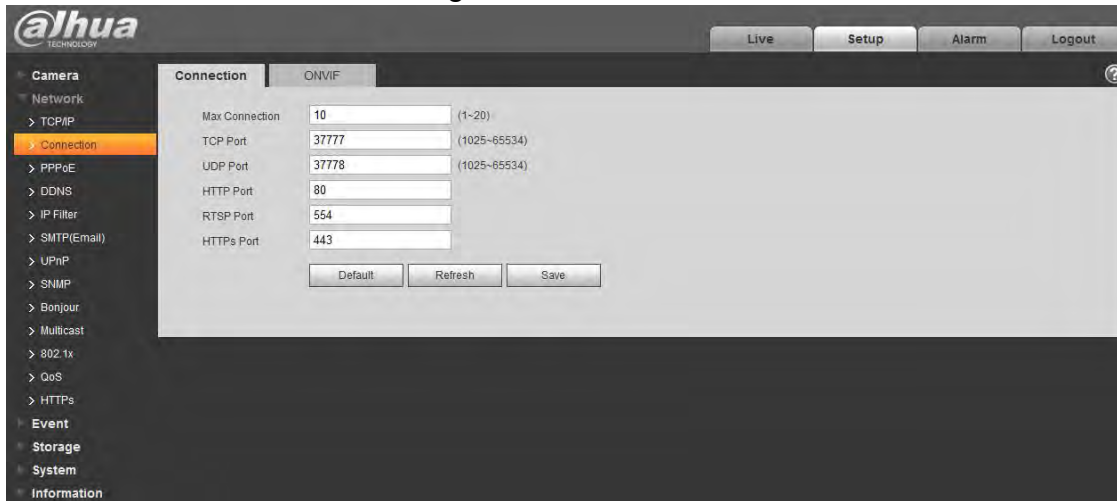 alhua
TECHNOLOGY
Live Setup Alarm Logout
Camera
Network
> TCP/IP
> Connection
> PPPoE
> DDNS
> IP Filter
> SMTP(Email)
> UPnP
> SNMP
> Bonjour
> Multicast
> 802.1x
> QoS
> HTTPs
Event
Storage
System
Information
Connection ONVIF ?
Max Connection 10 (1~20)
TCP Port 37777 (1025~65534)
UDP Port 37778 (1025~65534)
HTTP Port 80
RTSP Port 554
HTTPs Port 443
Default Refresh Save